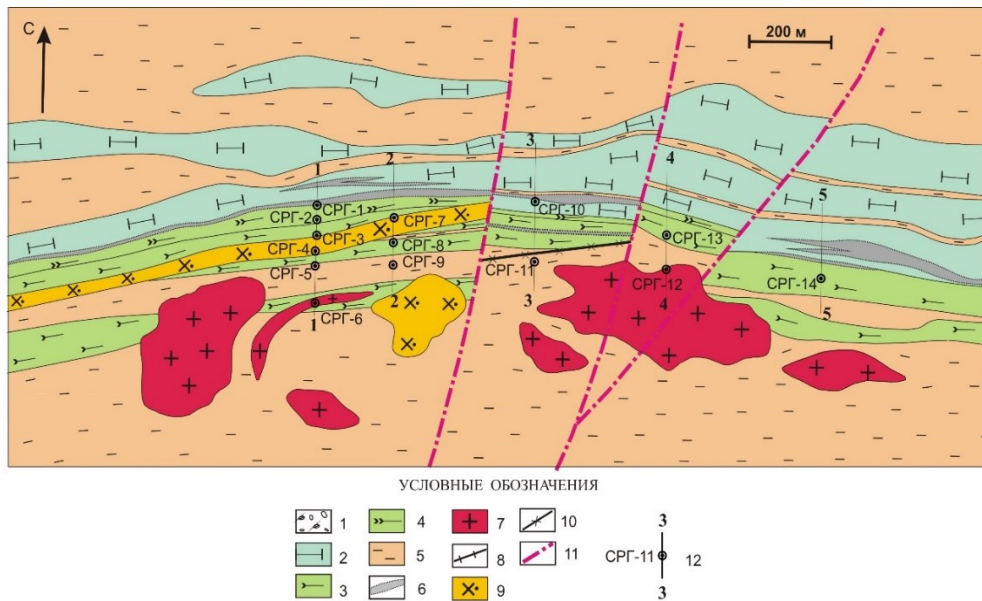 С
200 м
3
1
2
4
5
СРГ-1
СРГ-2
СРГ-3
СРГ-4
СРГ-5
СРГ-6
СРГ-7
СРГ-8
СРГ-9
СРГ-10
СРГ-11
СРГ-12
СРГ-13
СРГ-14
1
2
3
4
5
УСЛОВНЫЕ ОБОЗНАЧЕНИЯ
1 4 7 10
2 5 8 11
3 6 9
3
СРГ-11 12
3